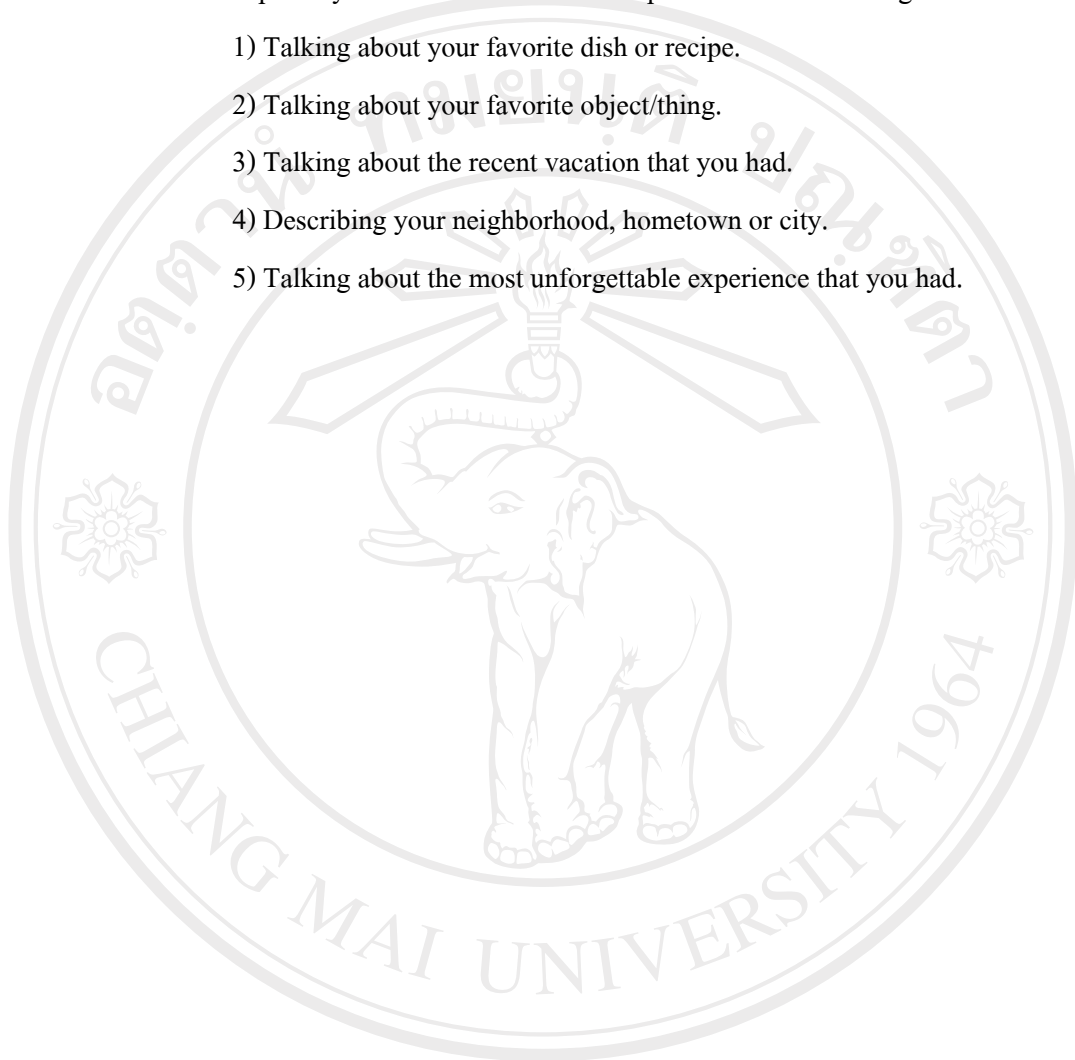 1) Talking about your favorite dish or recipe.
2) Talking about your favorite object/thing.
3) Talking about the recent vacation that you had.
4) Describing your neighborhood, hometown or city.
5) Talking about the most unforgettable experience that you had.
CHIANG MAI UNIVERSITY 1964